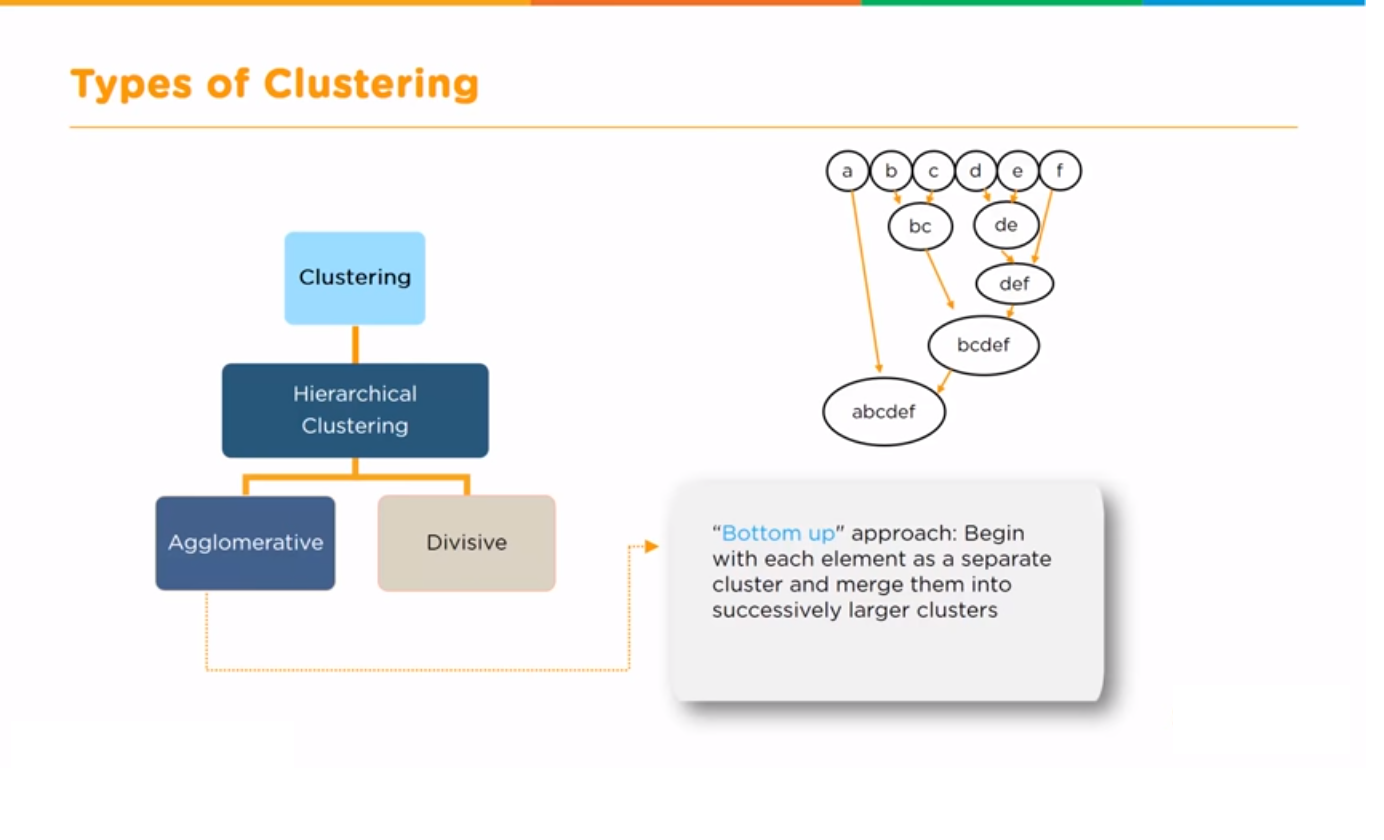 Types of Clustering
a b c d e f
bc de
def
bcdef
abcdef
Clustering
Hierarchical
Clustering
Agglomerative
Divisive
“Bottom up" approach: Begin
with each element as a separate
cluster and merge them into
successively larger clusters